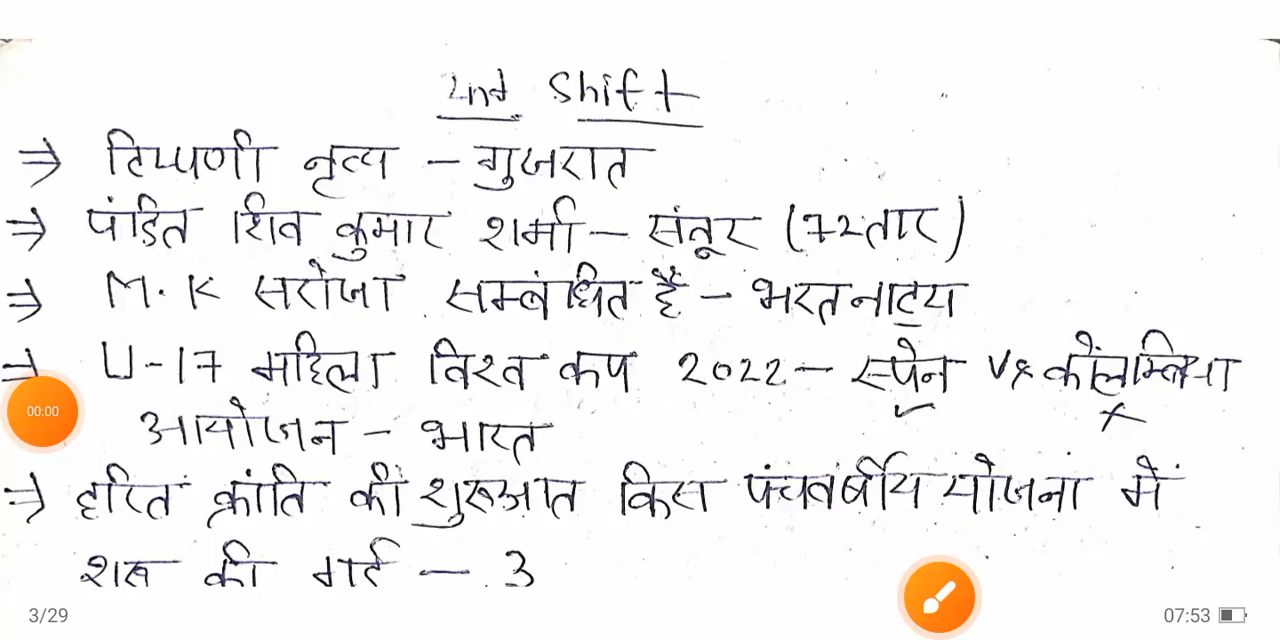 2nd Shift
⇒ टिप्पणी नृत्य – गुजरात
⇒ पंडित शिव कुमार शर्मा – संतूर (72तार)
⇒ M.K सरोजा सम्बंधित है – भरतनाट्य
⇒ U-17 महिला विश्व कप 2022 – स्पेन vs कोलम्बिया
00:00
आयोजन – भारत
⇒ हरित क्रांति की शुरूआत किस पंचवर्षीय योजना में
शुरू की गई – 3
3/29
07:53